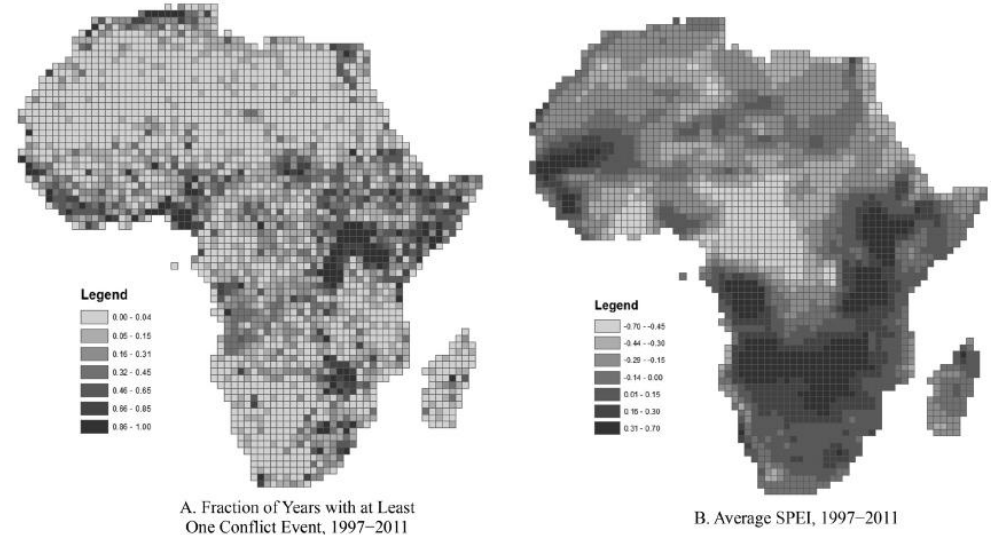 Legend
0.00 - 0.04
0.05 - 0.15
0.16 - 0.31
0.32 - 0.45
0.46 - 0.65
0.66 - 0.85
0.86 - 1.00
A. Fraction of Years with at Least
One Conflict Event, 1997−2011
Legend
-0.70 - -0.45
-0.44 - -0.30
-0.29 - -0.15
-0.14 - 0.00
0.01 - 0.15
0.16 - 0.30
0.31 - 0.70
B. Average SPEI, 1997−2011